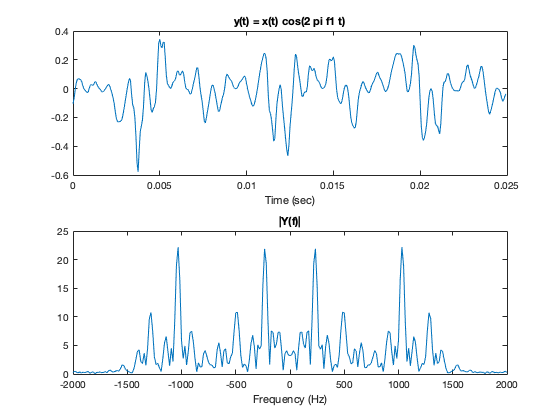 y(t) = x(t) cos(2 pi f1 t)
0.4
0.2
0
-0.2
-0.4
-0.6
0 0.005 0.01 0.015 0.02 0.025
Time (sec)
|Y(f)|
25
20
15
10
5
0
-2000 -1500 -1000 -500 0 500 1000 1500 2000
Frequency (Hz)